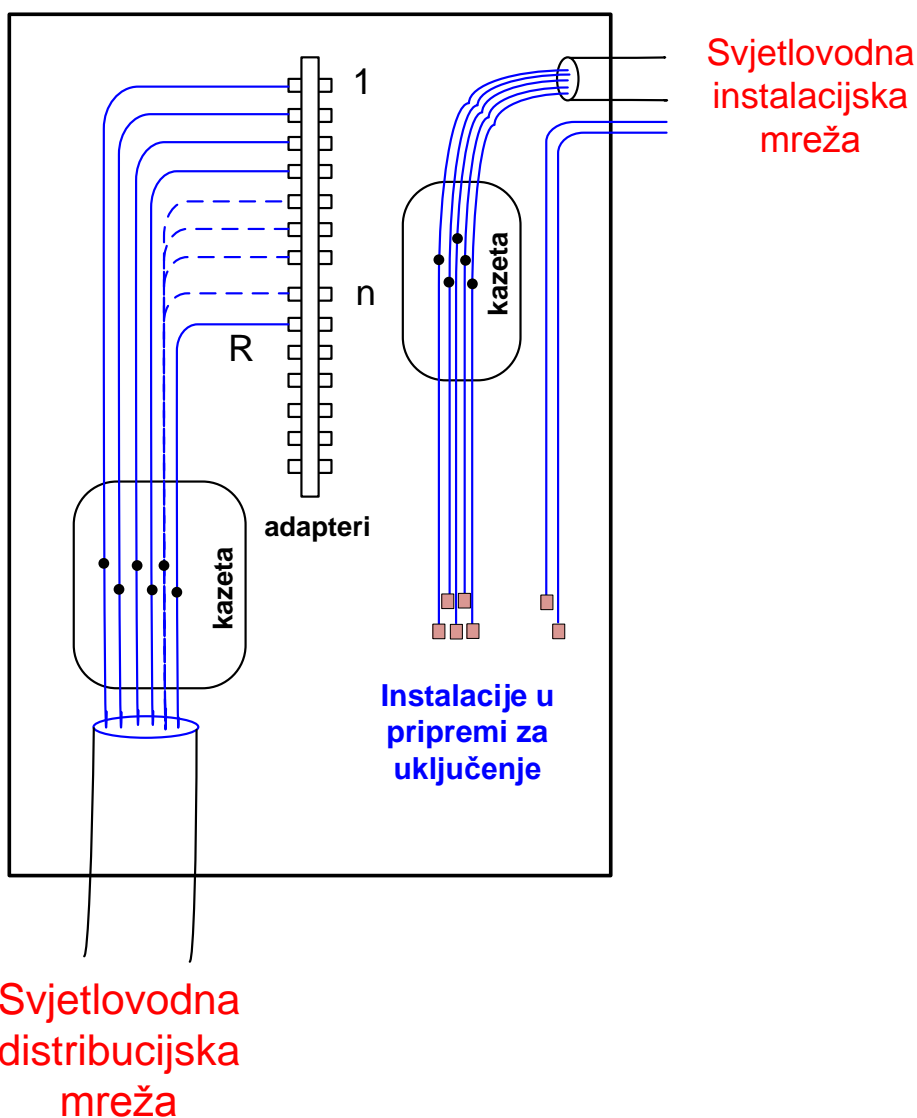 1
Svjetlovodna
instalacijska
mreža
kazeta
n
R
adapteri
kazeta
Instalacije u
pripremi za
uključenje
Svjetlovodna
distribucijska
mreža